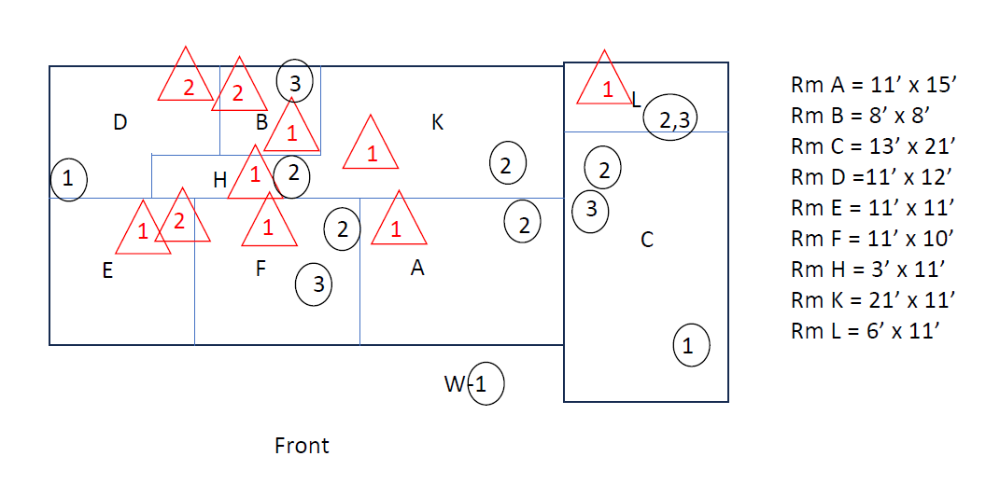 2
2
3
1
L
2,3
D
B
1
K
1
1
H
1
2
2
2
3
1
2
1
2
1
2
C
E
F
3
A
1
W-1
Front
Rm A = 11’ x 15’
Rm B = 8’ x 8’
Rm C = 13’ x 21’
Rm D =11’ x 12’
Rm E = 11’ x 11’
Rm F = 11’ x 10’
Rm H = 3’ x 11’
Rm K = 21’ x 11’
Rm L = 6’ x 11’